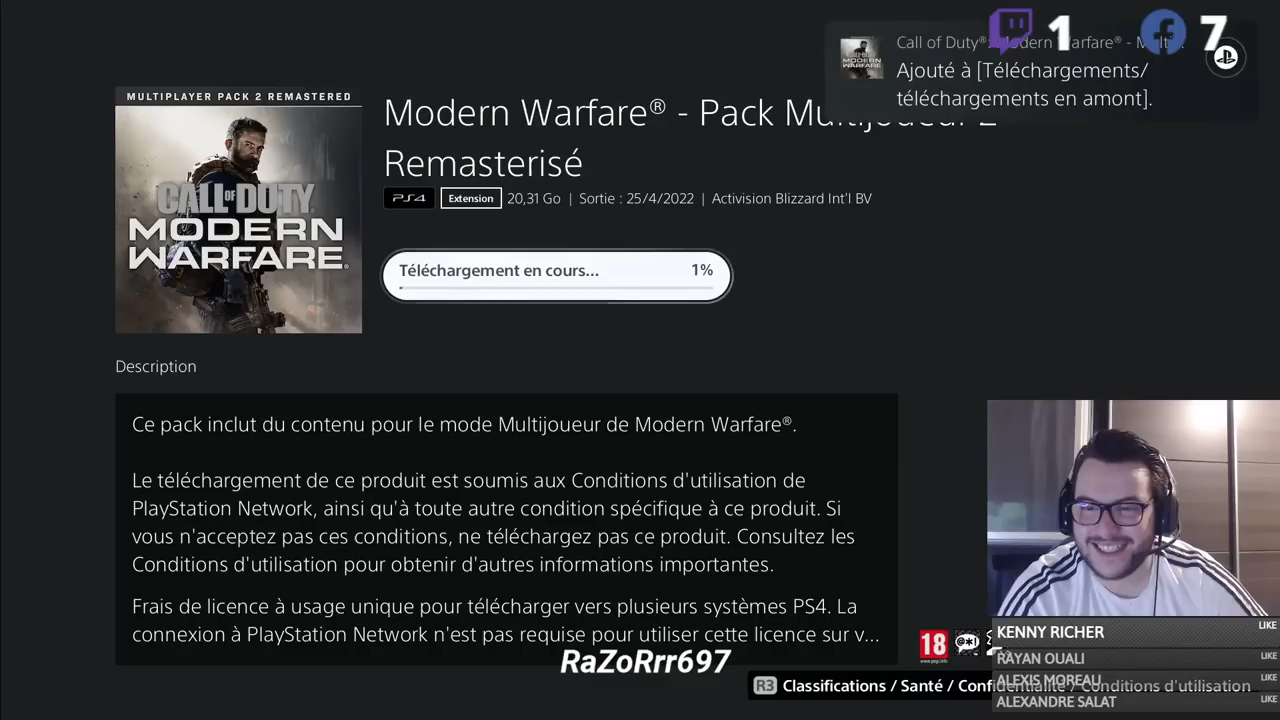 1 7
Call of Duty®: Modern Warfare® - Multi...
Ajouté à [Téléchargements/
téléchargements en amont].
MULTIPLAYER PACK 2 REMASTERED
CALL OF DUTY
MODERN
WARFARE®
Modern Warfare® - Pack Multijoueur 2
Remasterisé
PS4 Extension 20,31 Go | Sortie : 25/4/2022 | Activision Blizzard Int'l BV
Téléchargement en cours... 1%
Description
Ce pack inclut du contenu pour le mode Multijoueur de Modern Warfare®.
Le téléchargement de ce produit est soumis aux Conditions d'utilisation de
PlayStation Network, ainsi qu'à toute autre condition spécifique à ce produit. Si
vous n'acceptez pas ces conditions, ne téléchargez pas ce produit. Consultez les
Conditions d'utilisation pour obtenir d'autres informations importantes.
Frais de licence à usage unique pour télécharger vers plusieurs systèmes PS4. La
connexion à PlayStation Network n'est pas requise pour utiliser cette licence sur v...
RaZoRrr697
18
KENNY RICHER LIKE
RAYAN OUALI LIKE
ALEXIS MOREAU LIKE
ALEXANDRE SALAT LIKE
R3 Classifications / Santé / Confidentialité / Conditions d'utilisation